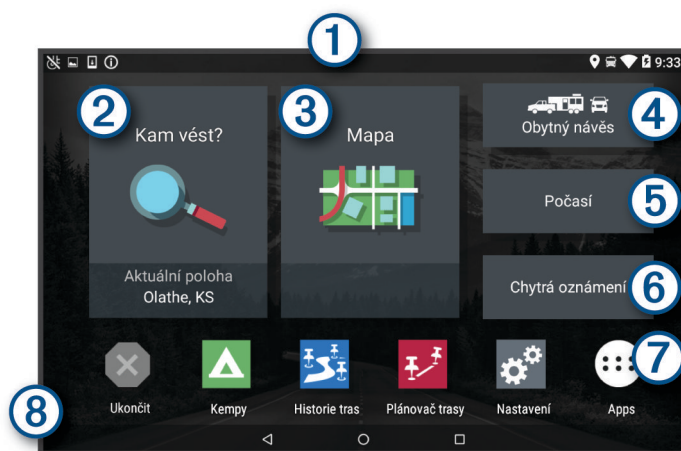 1
9:33
2
Kam vést?
3
Mapa
4
Obytný návěs
5
Počasí
6
Chytrá oznámení
Aktuální poloha
Olathe, KS
7
8
Ukončit
Kempy
Historie tras
Plánovač trasy
Nastavení
Apps